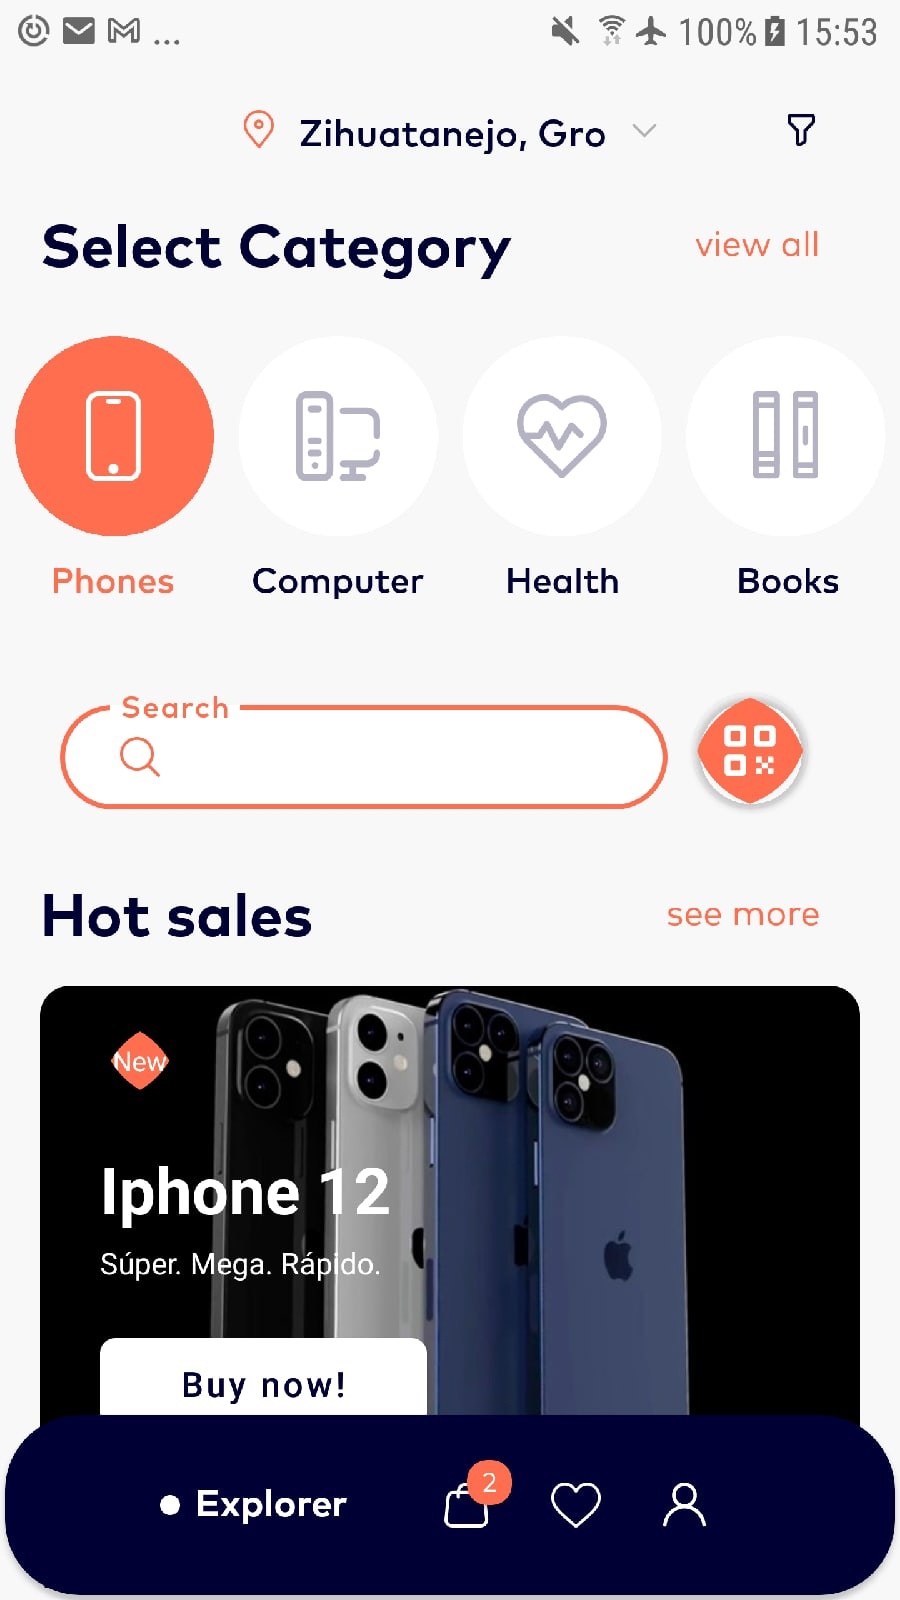 ... 100% 15:53
Zihuatanejo, Gro
Select Category view all
Phones Computer Health Books
Search
Hot sales see more
New
Iphone 12
Súper. Mega. Rápido.
Buy now!
Explorer 2